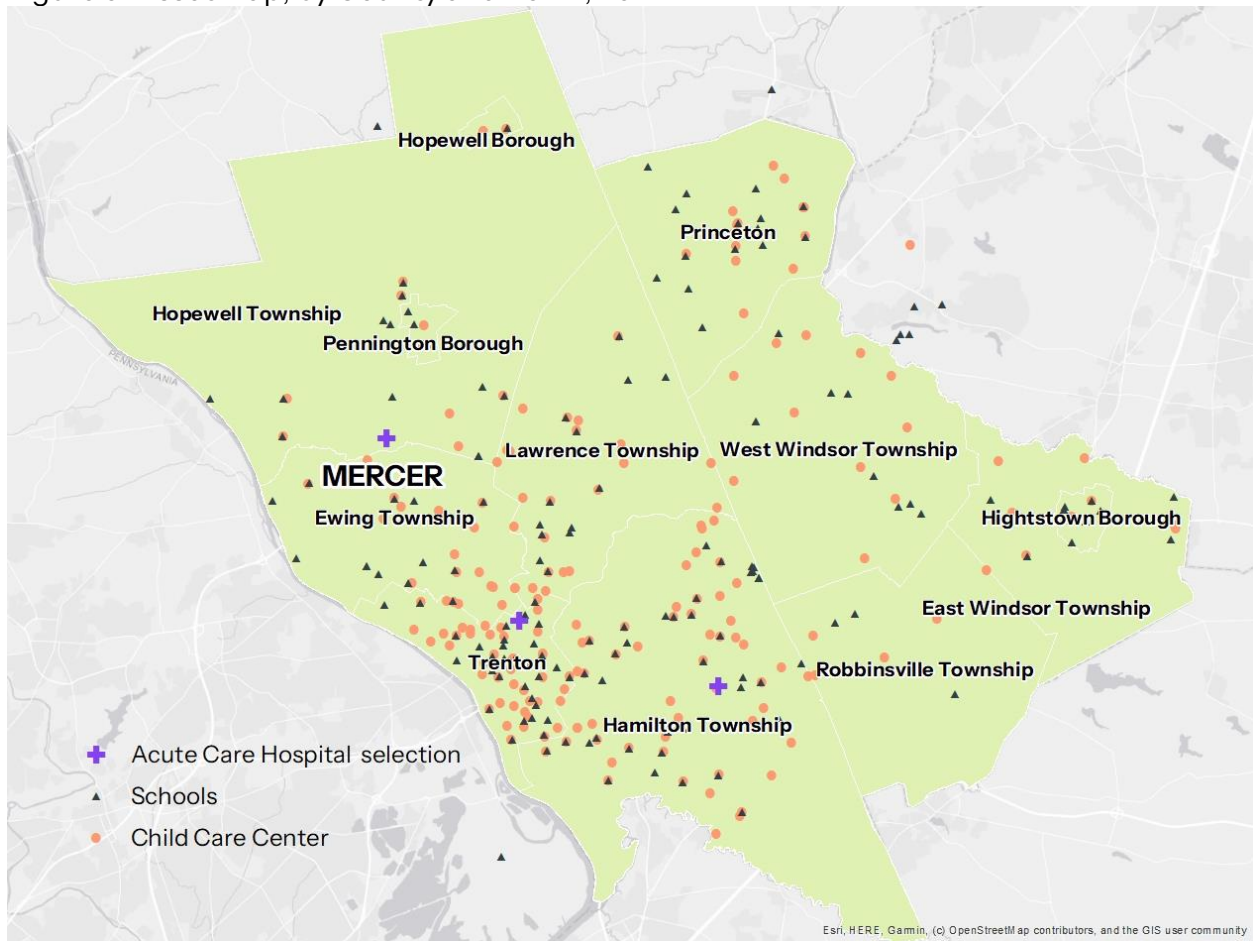 Hopewell Borough
Princeton
Hopewell Township
Pennington Borough
PENNSYLVANIA
Lawrence Township
West Windsor Township
MERCER
Ewing Township
Hightstown Borough
East Windsor Township
Trenton
Robbinsville Township
Hamilton Township
Acute Care Hospital selection
Schools
Child Care Center
Esri, HERE, Garmin, (c) OpenStreetMap contributors, and the GIS user community